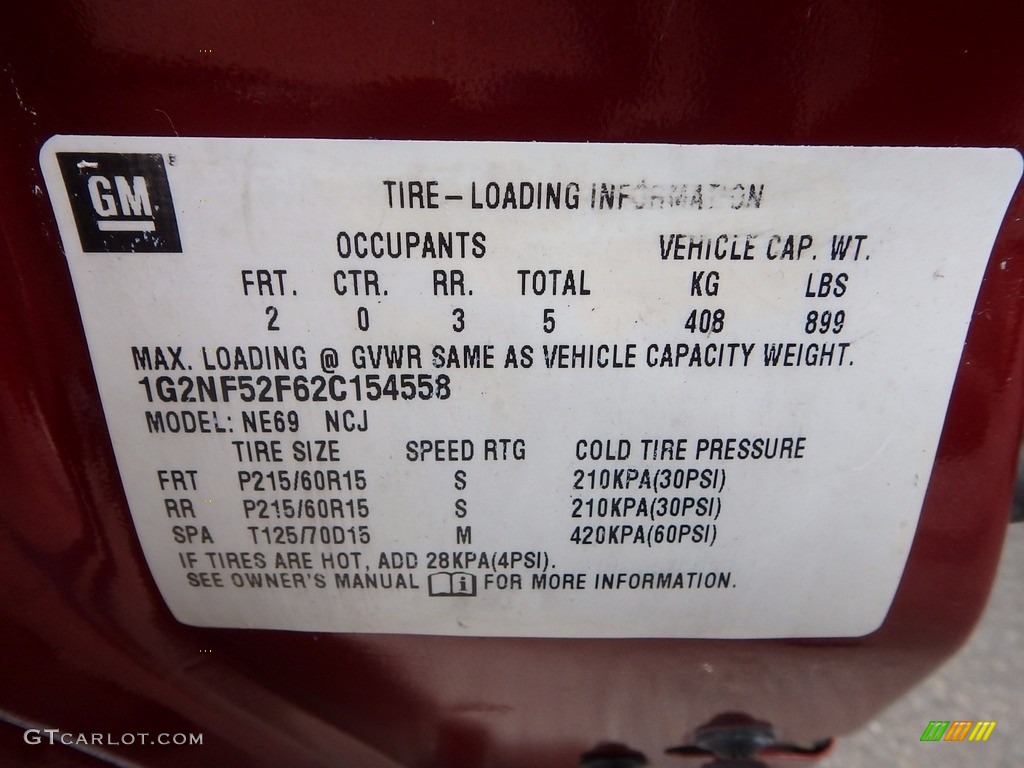 GM
TIRE-LOADING INFORMATION
OCCUPANTS VEHICLE CAP. WT.
FRT. CTR. RR. TOTAL KG LBS
2 0 3 5 408 899
MAX. LOADING @ GVWR SAME AS VEHICLE CAPACITY WEIGHT.
1G2NF52F62C154558
MODEL: NE69 NCJ
TIRE SIZE SPEED RTG COLD TIRE PRESSURE
FRT P215/60R15 S 210KPA(30PSI)
RR P215/60R15 S 210KPA(30PSI)
SPA T125/70D15 M 420KPA(60PSI)
IF TIRES ARE HOT, ADD 28KPA(4PSI).
SEE OWNER'S MANUAL i FOR MORE INFORMATION.
GTCARLOT.COM